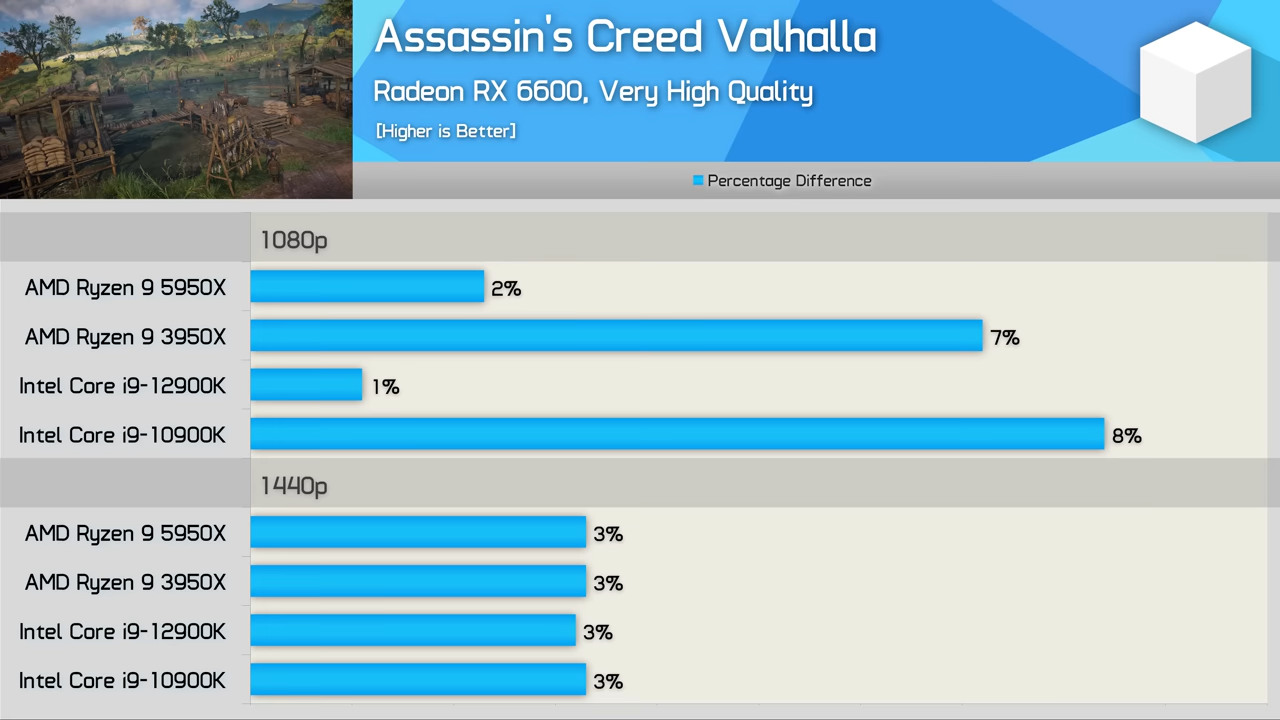 Assassin's Creed Valhalla
Radeon RX 6600, Very High Quality
[Higher is Better]
Percentage Difference
1080p
AMD Ryzen 9 5950X 2%
AMD Ryzen 9 3950X 7%
Intel Core i9-12900K 1%
Intel Core i9-10900K 8%
1440p
AMD Ryzen 9 5950X 3%
AMD Ryzen 9 3950X 3%
Intel Core i9-12900K 3%
Intel Core i9-10900K 3%